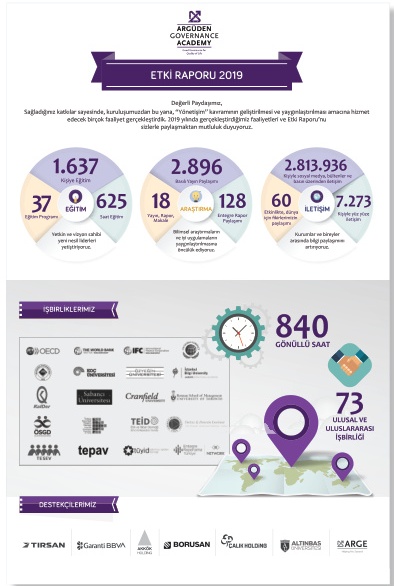 ARGÜDEN
GOVERNANCE
ACADEMY
ETKİ RAPORU 2019
Değerli Paydaşımız,
Sağladığımız katkılar sayesinde, kuruluşumuzdan bu yana, "Yönetişim" kavramının geliştirilmesi ve yaygınlaştırılması amacına hizmet
edecek birçok faaliyet gerçekleştirdik. 2019 yılında gerçekleştirdiğimiz faaliyetleri ve Etki Raporu'nu
sizlerle paylaşmaktan mutluluk duyuyoruz.
1.637
Kişiye Eğitim
37
Eğitim Programı
EĞİTİM
625
Saat Eğitim
Yetkin ve vizyon sahibi
yeni nesil liderleri
yetiştiriyoruz.
2.896
Basılı Yayın Paylaşımı
18
Yayın, Rapor,
Makale
ARAŞTIRMA
128
Entegre Rapor
Paylaşımı
Bilimsel araştırmaların
ve iyi uygulamaların
yaygınlaştırılmasına
öncülük ediyoruz.
2.813.936
Kişiyle sosyal medya, bültenler ve
basın üzerinden iletişim
60
Etkinlikte, dünya
için fikirlerimizin
paylaşımı
İLETİŞİM
7.273
Kişiyle yüz yüze
iletişim
Kurumlar ve bireyler
arasında bilgi paylaşımını
artırıyoruz.
İŞBİRLİKLERİMİZ
OECD
THE WORLD BANK
IFC
KOÇ
ÜNİVERSİTESİ
ÖZYEĞİN
ÜNİVERSİTESİ
İstanbul
Bilgi Üniversitesi
KalDer
Sabancı
Üniversitesi
Cranfield
ÖSGD
TEİD
TESEV
tepav
tüyid
840
GÖNÜLLÜ SAAT
73
ULUSAL VE
ULUSLARARASI
İŞBİRLİĞİ
DESTEKÇİLERİMİZ
TIRSAN
Garanti BBVA
AKKÖK
HOLDİNG
BORUSAN
ÇALIK HOLDİNG
ALTINBAŞ
ÜNİVERSİTESİ
ARGE